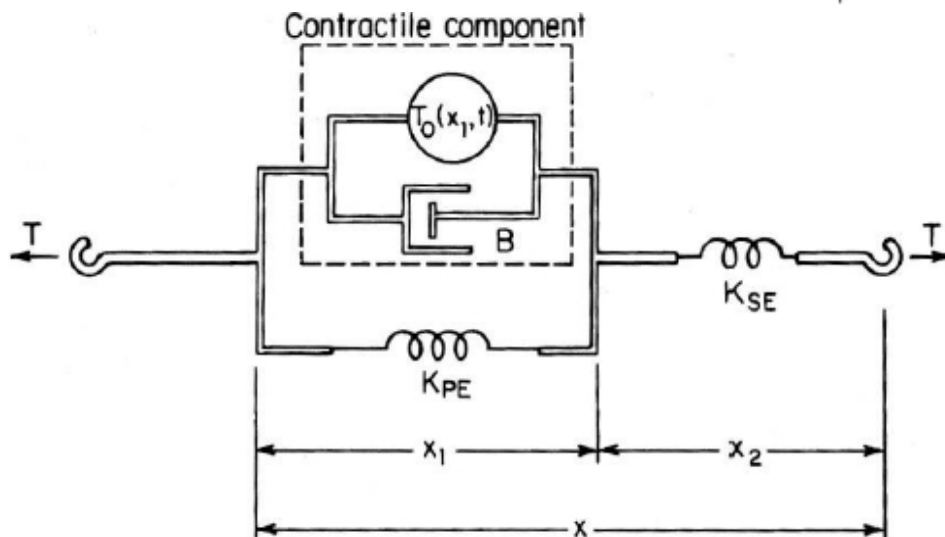 Contractile component
T₀(x₁,t)
T
B
T
K_SE
K_PE
x₁
x₂
x